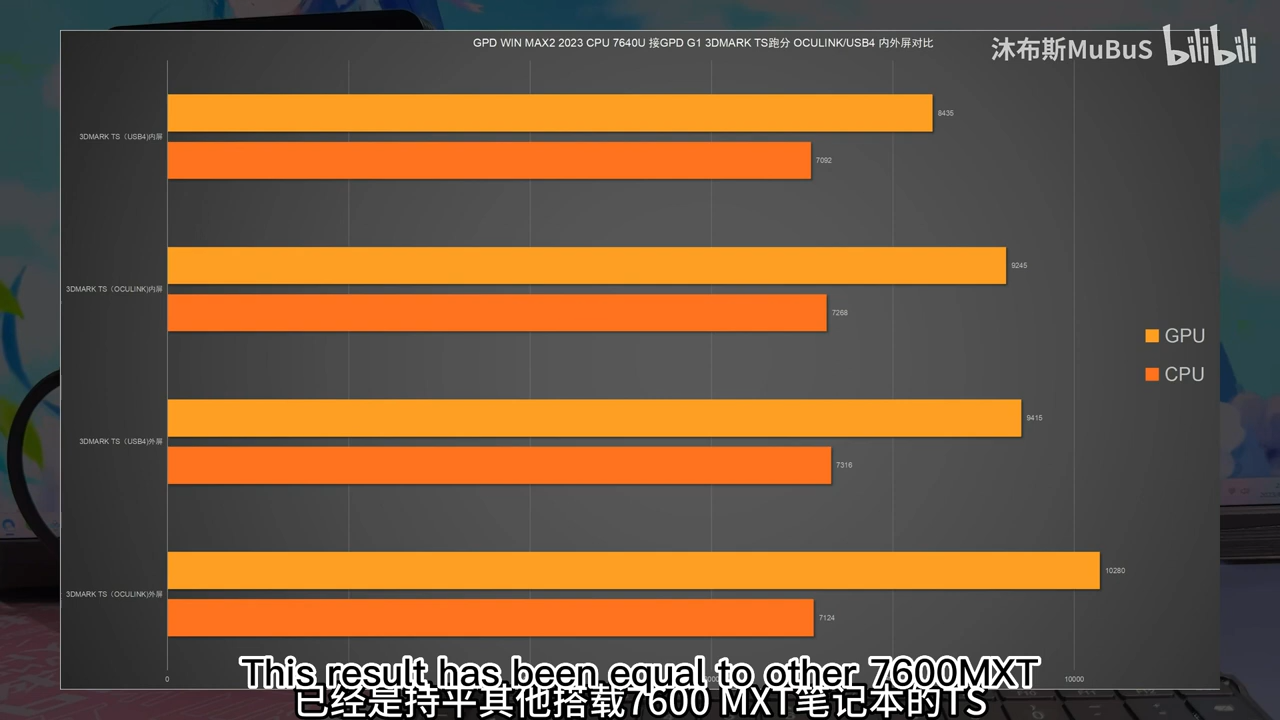 GPD WIN MAX2 2023 CPU 7640U 接GPD G1 3DMARK TS跑分 OCULINK/USB4 内外屏对比
沐布斯MuBuS bilibili
8435
3DMARK TS（USB4)内屏
7092
9245
3DMARK TS（OCULINK)内屏
7268
GPU
CPU
9415
3DMARK TS（USB4)外屏
7316
10280
3DMARK TS（OCULINK)外屏
7124
0
10000
This result has been equal to other 7600MXT
已经是持平其他搭载7600 MXT笔记本的TS